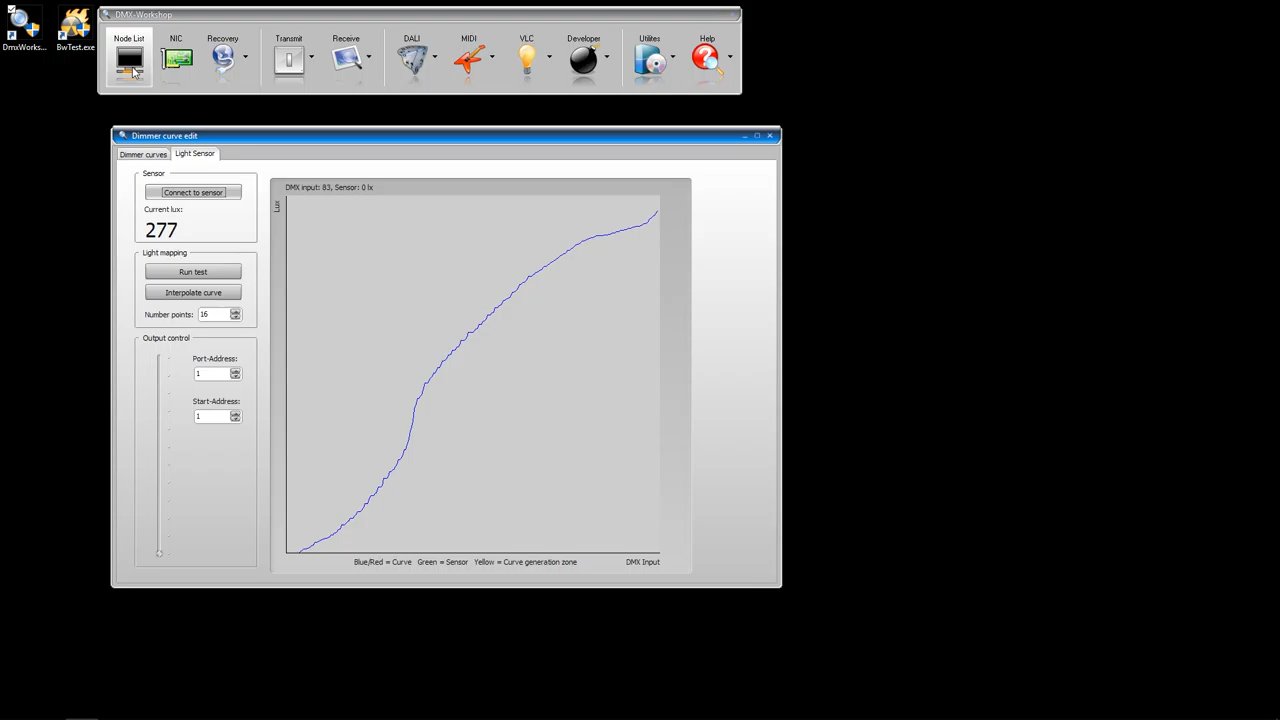 DmxWorks...
BwTest.exe
DMX-Workshop
Node List
NIC
Recovery
Transmit
Receive
DALI
MIDI
VLC
Developer
Utilites
Help
Dimmer curve edit
Dimmer curves
Light Sensor
Sensor
Connect to sensor
Current lux:
277
Light mapping
Run test
Interpolate curve
Number points: 16
Output control
Port-Address:
1
Start-Address:
1
DMX input: 83, Sensor: 0 lx
Lux
Blue/Red = Curve Green = Sensor Yellow = Curve generation zone
DMX Input